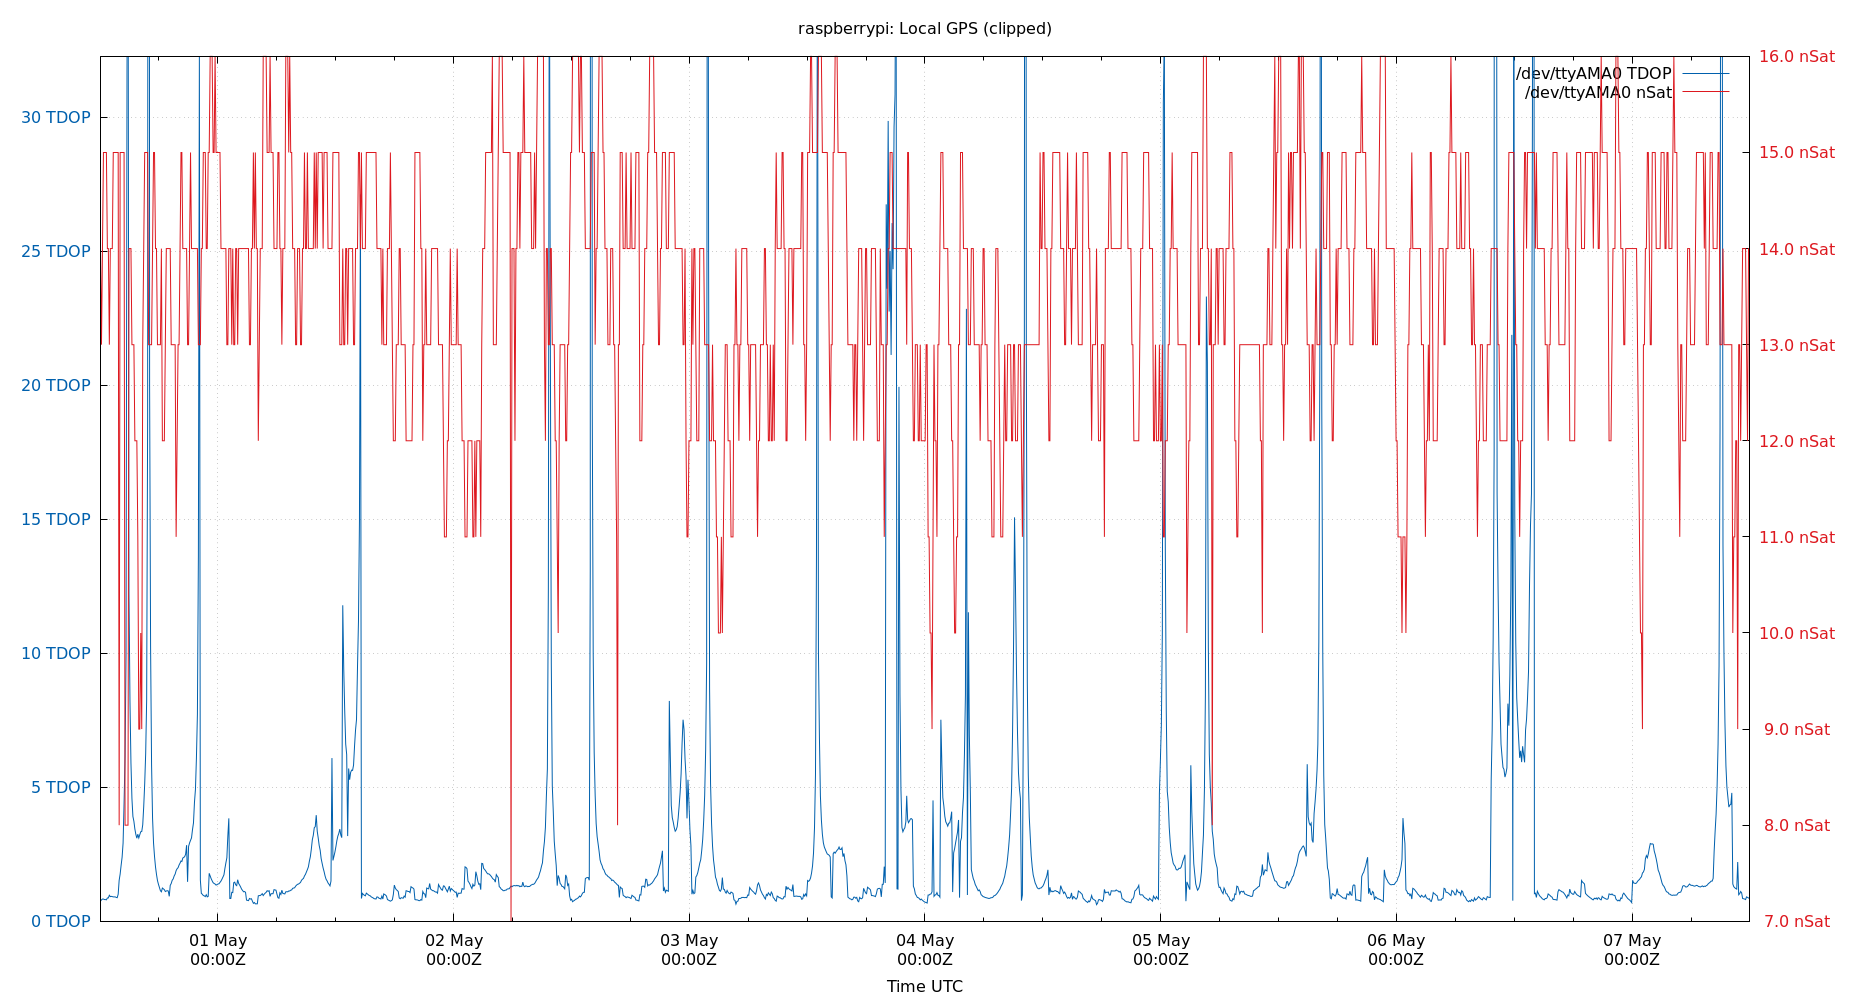 raspberrypi: Local GPS (clipped)
/dev/ttyAMA0 TDOP
/dev/ttyAMA0 nSat
30 TDOP
25 TDOP
20 TDOP
15 TDOP
10 TDOP
5 TDOP
0 TDOP
16.0 nSat
15.0 nSat
14.0 nSat
13.0 nSat
12.0 nSat
11.0 nSat
10.0 nSat
9.0 nSat
8.0 nSat
7.0 nSat
01 May
00:00Z
02 May
00:00Z
03 May
00:00Z
04 May
00:00Z
05 May
00:00Z
06 May
00:00Z
07 May
00:00Z
Time UTC